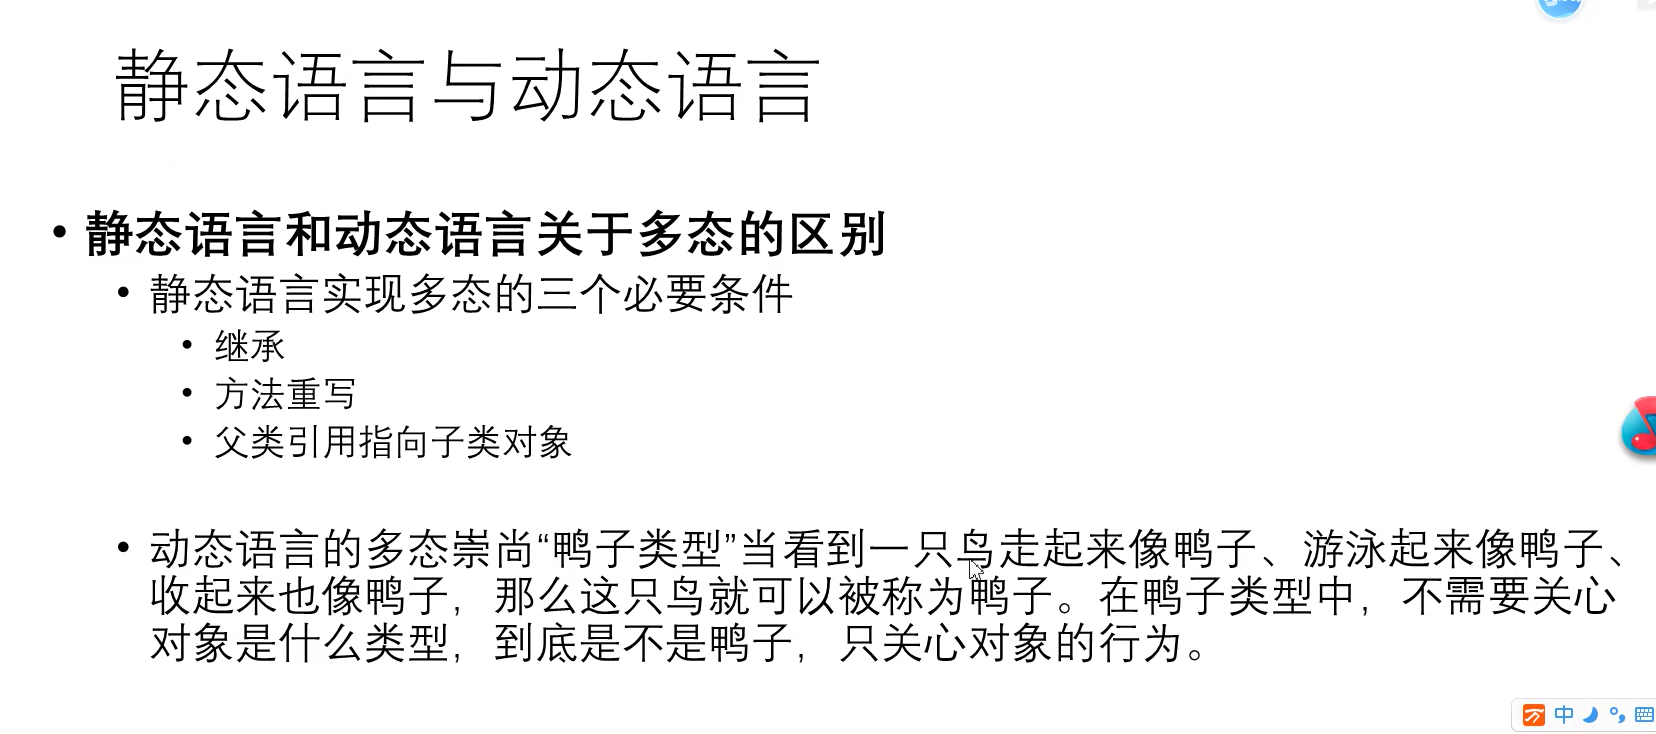 静态语言与动态语言
• 静态语言和动态语言关于多态的区别
• 静态语言实现多态的三个必要条件
• 继承
• 方法重写
• 父类引用指向子类对象
• 动态语言的多态崇尚“鸭子类型”当看到一只鸟走起来像鸭子、游泳起来像鸭子、
收起来也像鸭子，那么这只鸟就可以被称为鸭子。在鸭子类型中，不需要关心
对象是什么类型，到底是不是鸭子，只关心对象的行为。
中